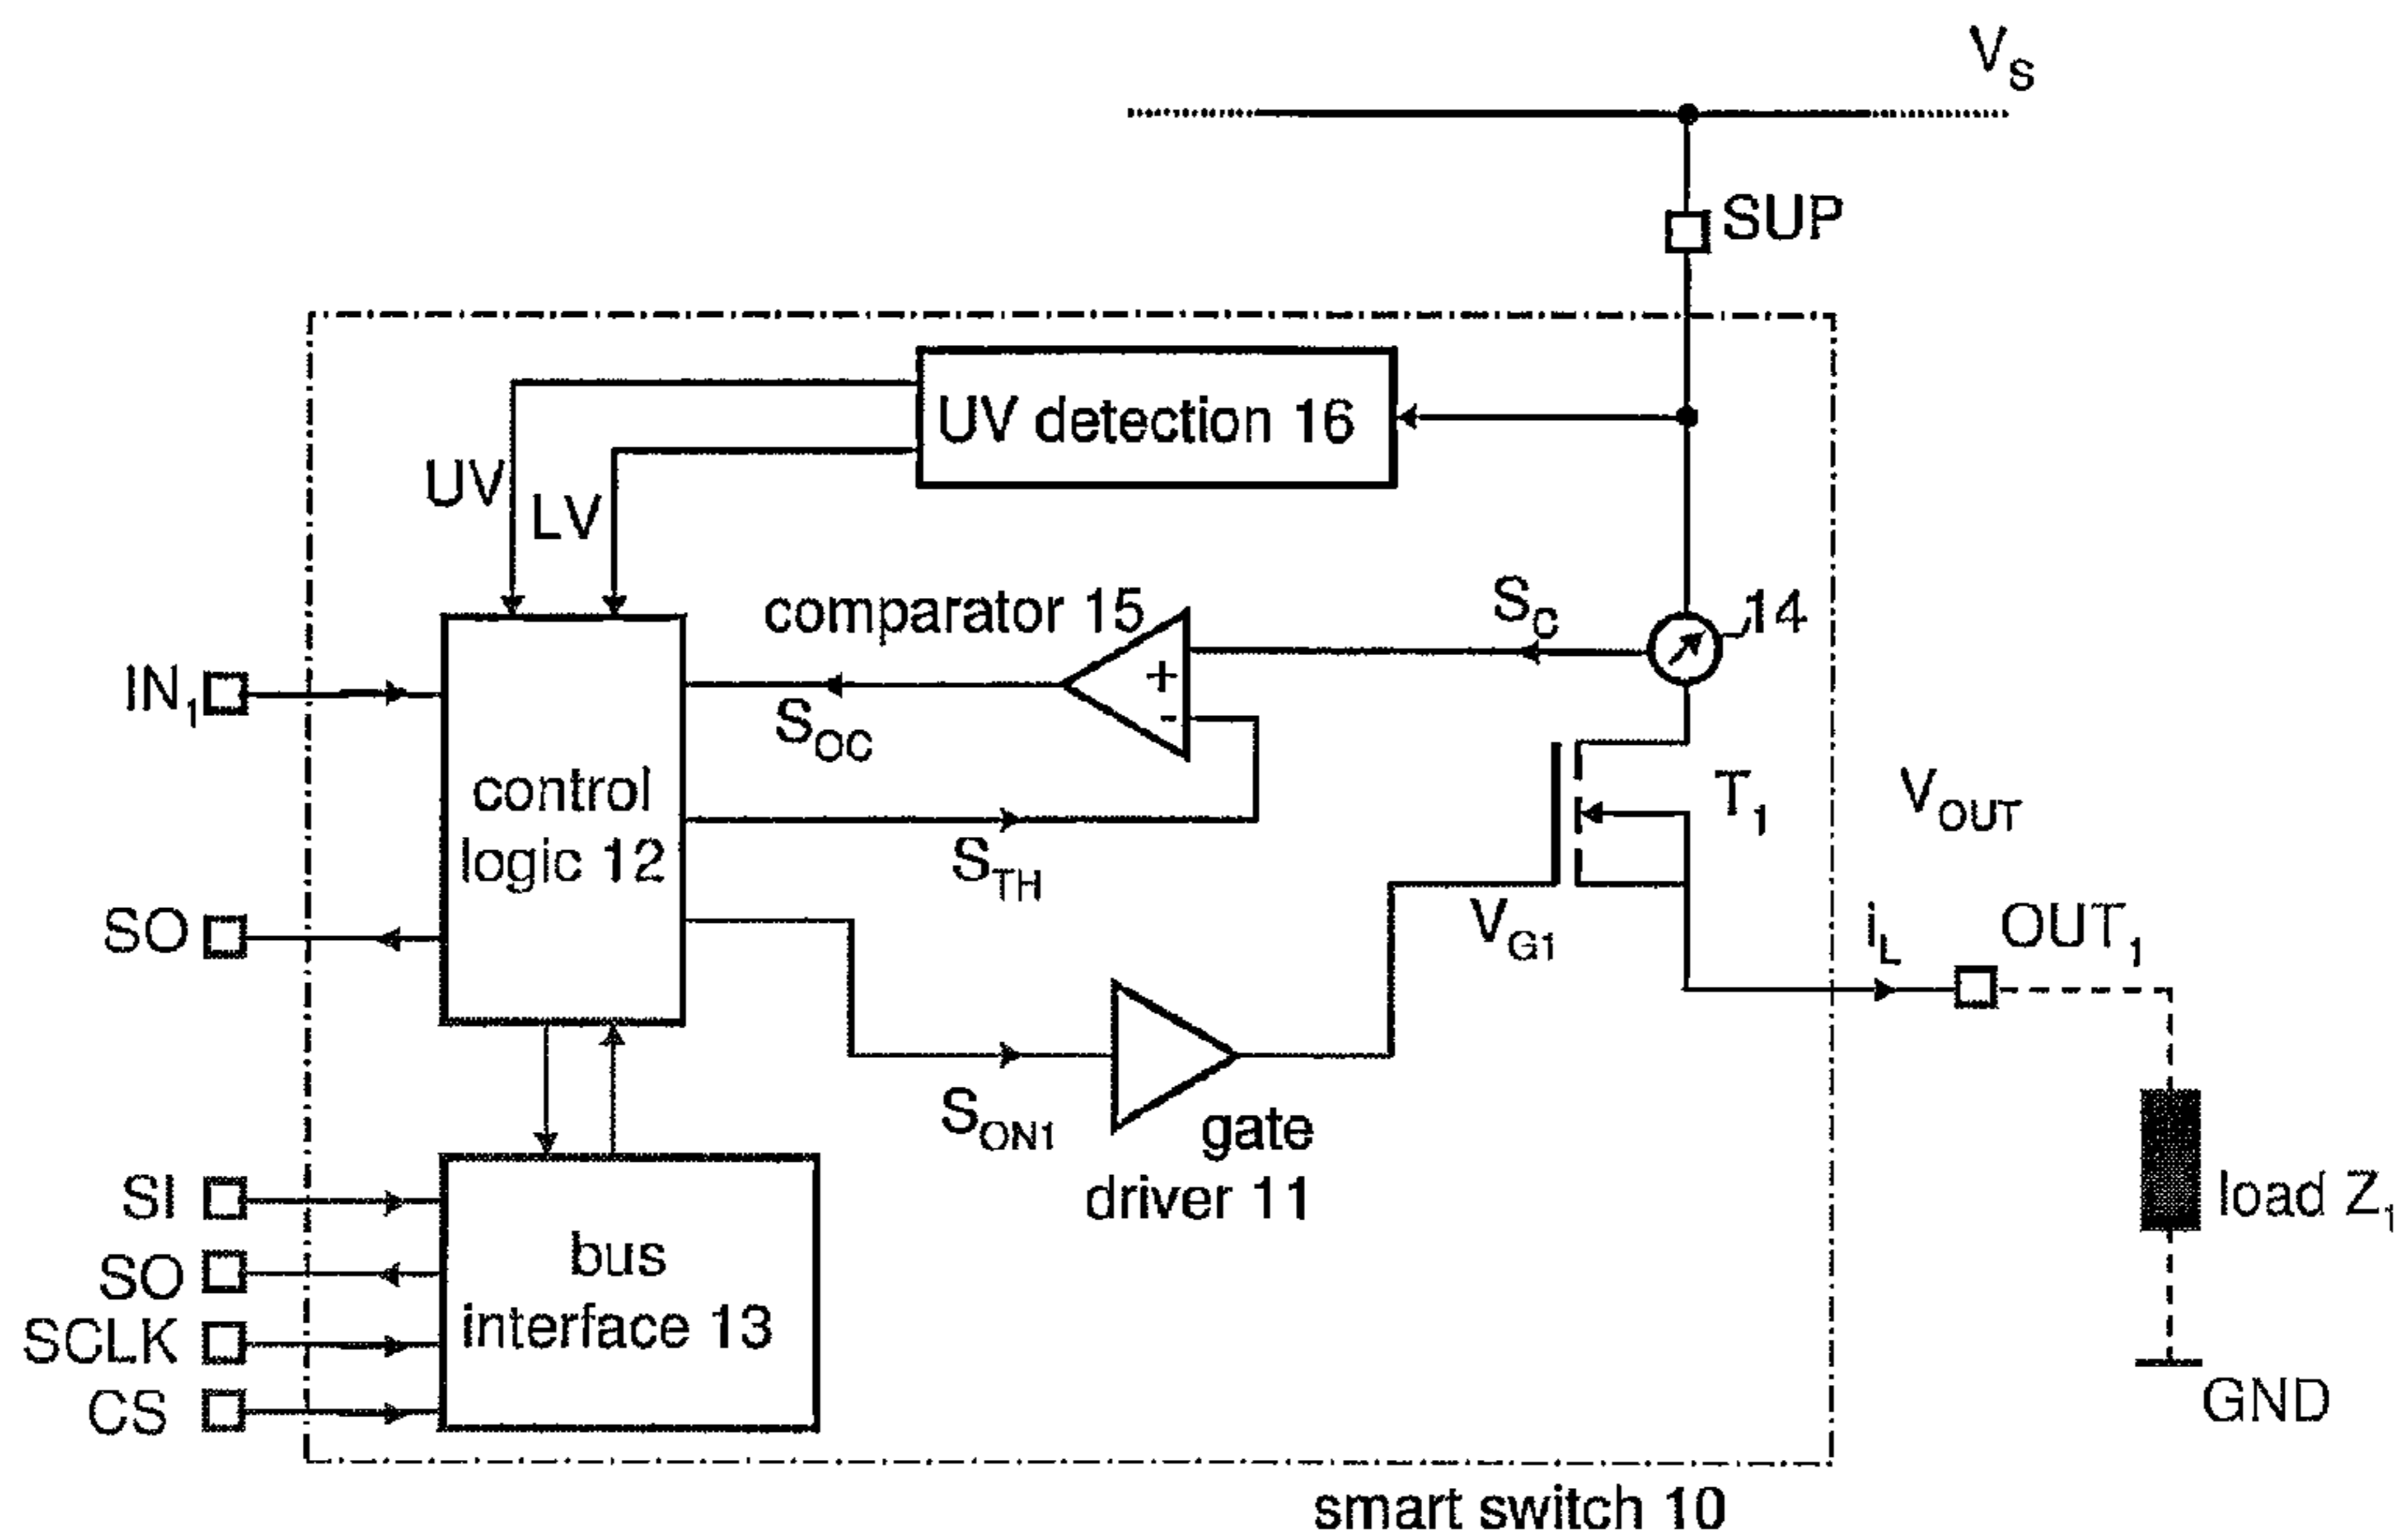 V_S
SUP
UV detection 16
UV
LV
comparator 15
S_C
14
IN_1
+
-
S_OC
control
logic 12
T_1
V_OUT
S_TH
SO
V_G1
i_L
OUT_1
S_ON1
gate
driver 11
SI
SO
SCLK
CS
bus
interface 13
load Z_1
GND
smart switch 10